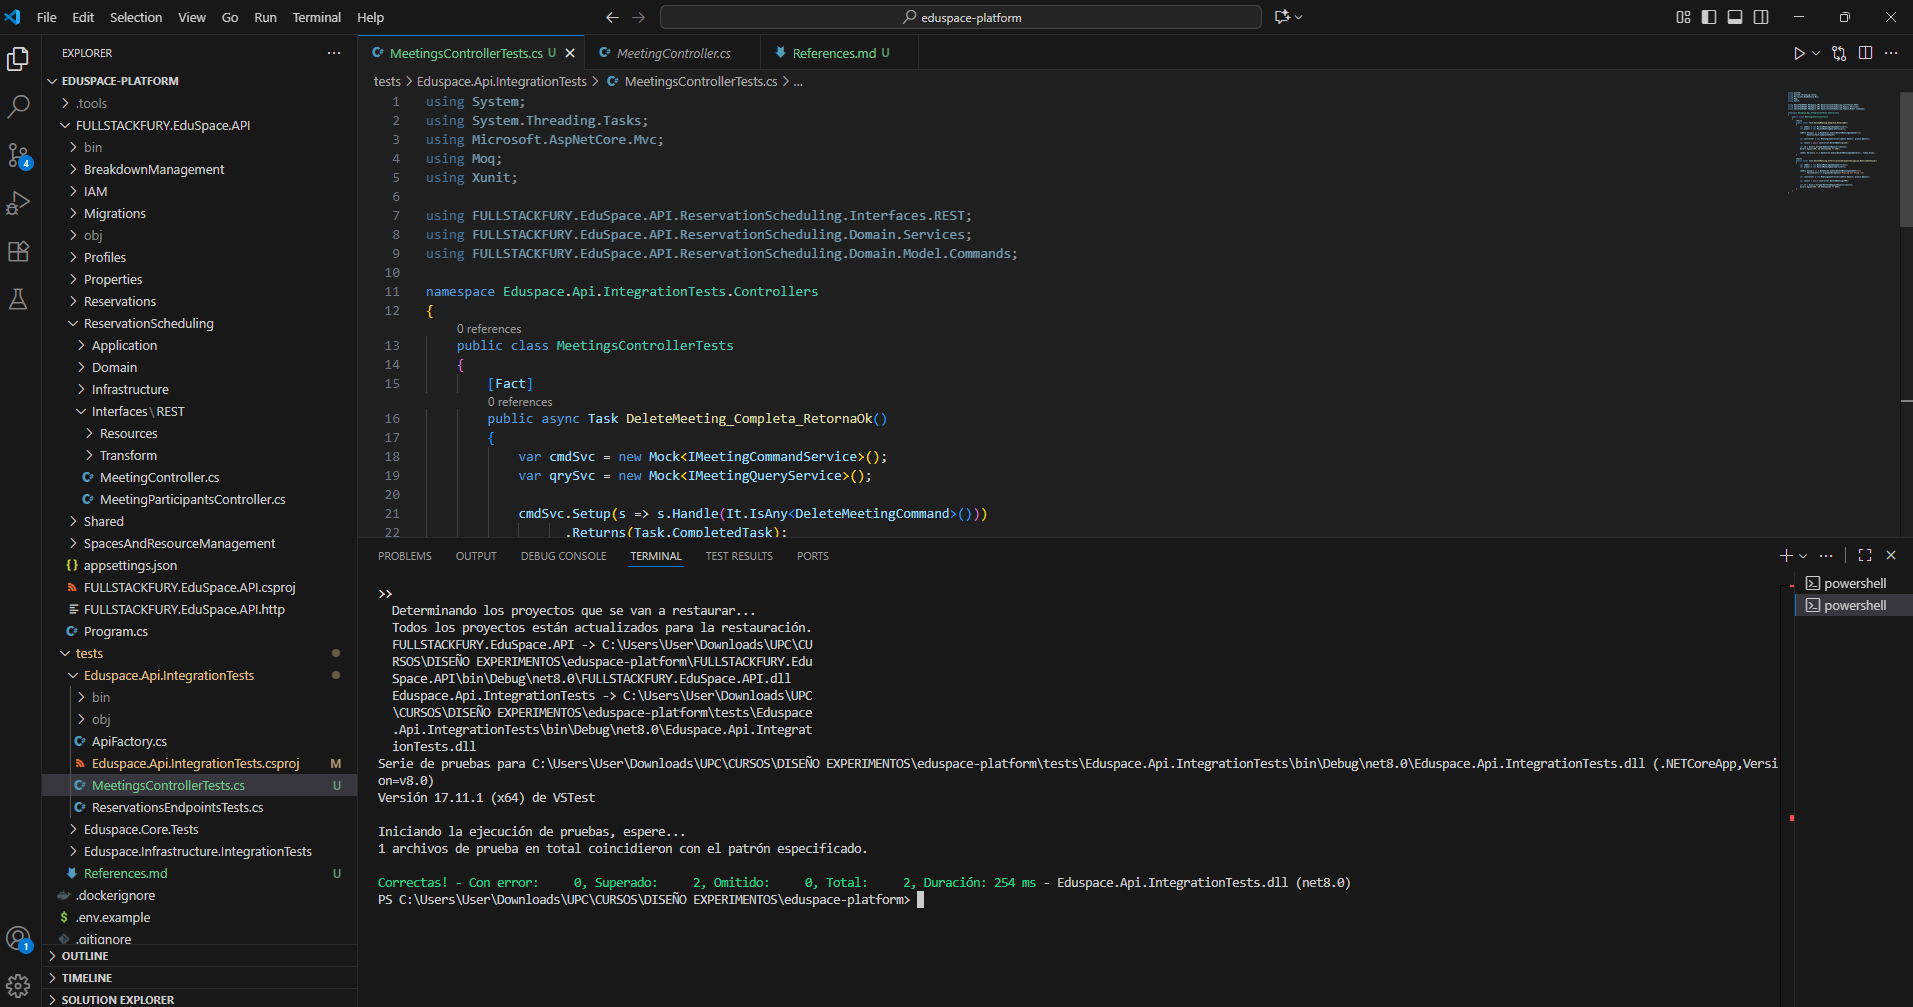 File Edit Selection View Go Run Terminal Help
eduspace-platform
EXPLORER
EDUSPACE-PLATFORM
.tools
FULLSTACKFURY.EduSpace.API
bin
BreakdownManagement
IAM
Migrations
obj
Profiles
Properties
Reservations
ReservationScheduling
Application
Domain
Infrastructure
Interfaces\REST
Resources
Transform
MeetingController.cs
MeetingParticipantsController.cs
Shared
SpacesAndResourceManagement
appsettings.json
FULLSTACKFURY.EduSpace.API.csproj
FULLSTACKFURY.EduSpace.API.http
Program.cs
tests
Eduspace.Api.IntegrationTests
bin
obj
ApiFactory.cs
Eduspace.Api.IntegrationTests.csproj M
MeetingsControllerTests.cs U
ReservationsEndpointsTests.cs
Eduspace.Core.Tests
Eduspace.Infrastructure.IntegrationTests
References.md U
.dockerignore
.env.example
.gitignore
OUTLINE
TIMELINE
SOLUTION EXPLORER
4
1
MeetingsControllerTests.cs U
MeetingController.cs
References.md U
tests > Eduspace.Api.IntegrationTests > MeetingsControllerTests.cs > ...
1 using System;
2 using System.Threading.Tasks;
3 using Microsoft.AspNetCore.Mvc;
4 using Moq;
5 using Xunit;
6
7 using FULLSTACKFURY.EduSpace.API.ReservationScheduling.Interfaces.REST;
8 using FULLSTACKFURY.EduSpace.API.ReservationScheduling.Domain.Services;
9 using FULLSTACKFURY.EduSpace.API.ReservationScheduling.Domain.Model.Commands;
10
11 namespace Eduspace.Api.IntegrationTests.Controllers
12 {
0 references
13 public class MeetingsControllerTests
14 {
15 [Fact]
0 references
16 public async Task DeleteMeeting_Completa_RetornaOk()
17 {
18 var cmdSvc = new Mock<IMeetingCommandService>();
19 var qrySvc = new Mock<IMeetingQueryService>();
20
21 cmdSvc.Setup(s => s.Handle(It.IsAny<DeleteMeetingCommand>()))
22 .Returns(Task.CompletedTask);
PROBLEMS OUTPUT DEBUG CONSOLE TERMINAL TEST RESULTS PORTS
powershell
powershell
>>
Determinando los proyectos que se van a restaurar...
Todos los proyectos están actualizados para la restauración.
FULLSTACKFURY.EduSpace.API -> C:\Users\User\Downloads\UPC\CU
RSOS\DISEÑO EXPERIMENTOS\eduspace-platform\FULLSTACKFURY.Edu
Space.API\bin\Debug\net8.0\FULLSTACKFURY.EduSpace.API.dll
Eduspace.Api.IntegrationTests -> C:\Users\User\Downloads\UPC
\CURSOS\DISEÑO EXPERIMENTOS\eduspace-platform\tests\Eduspace
.Api.IntegrationTests\bin\Debug\net8.0\Eduspace.Api.Integrat
ionTests.dll
Serie de pruebas para C:\Users\User\Downloads\UPC\CURSOS\DISEÑO EXPERIMENTOS\eduspace-platform\tests\Eduspace.Api.IntegrationTests\bin\Debug\net8.0\Eduspace.Api.IntegrationTests.dll (.NETCoreApp,Versi
on=v8.0)
Versión 17.11.1 (x64) de VSTest
Iniciando la ejecución de pruebas, espere...
1 archivos de prueba en total coincidieron con el patrón especificado.
Correctas! - Con error: 0, Superado: 2, Omitido: 0, Total: 2, Duración: 254 ms - Eduspace.Api.IntegrationTests.dll (net8.0)
PS C:\Users\User\Downloads\UPC\CURSOS\DISEÑO EXPERIMENTOS\eduspace-platform>